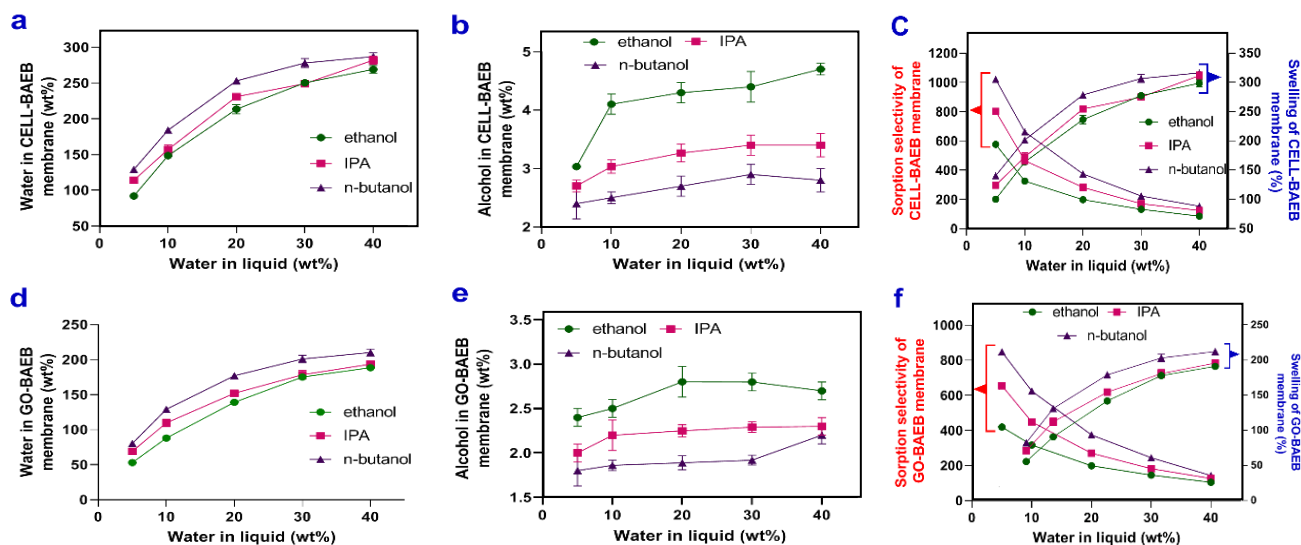 a
Water in CELL-BAEB
membrane (wt%)
300
250
200
150
100
50
0
10
20
30
40
Water in liquid (wt%)
ethanol
IPA
n-butanol
b
Alcohol in CELL-BAEB
membrane (wt%)
5
4
3
2
0
10
20
30
40
Water in liquid (wt%)
ethanol
IPA
n-butanol
C
Sorption selectivity of
CELL-BAEB membrane
1200
1000
800
600
400
200
0
0
10
20
30
40
Water in liquid (wt%)
350
300
250
200
150
100
50
Swelling of CELL-BAEB
membrane (%)
ethanol
IPA
n-butanol
d
Water in GO-BAEB
membrane (wt%)
250
200
150
100
50
0
0
10
20
30
40
Water in liquid (wt%)
ethanol
IPA
n-butanol
e
Alcohol in GO-BAEB
membrane (wt%)
3.5
3.0
2.5
2.0
1.5
0
10
20
30
40
Water in liquid (wt%)
ethanol
IPA
n-butanol
f
Sorption selectivity of
GO-BAEB membrane
1000
800
600
400
200
0
0
10
20
30
40
Water in liquid (wt%)
250
200
150
100
50
0
Swelling of GO-BAEB
membrane (%)
ethanol
IPA
n-butanol